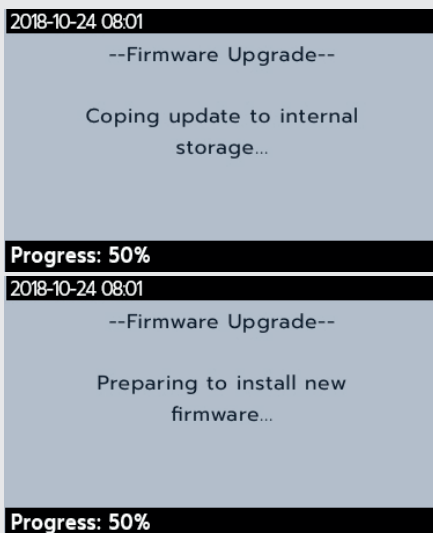 2018-10-24 08:01
--Firmware Upgrade--
Coping update to internal
storage...
Progress: 50%
2018-10-24 08:01
--Firmware Upgrade--
Preparing to install new
firmware...
Progress: 50%